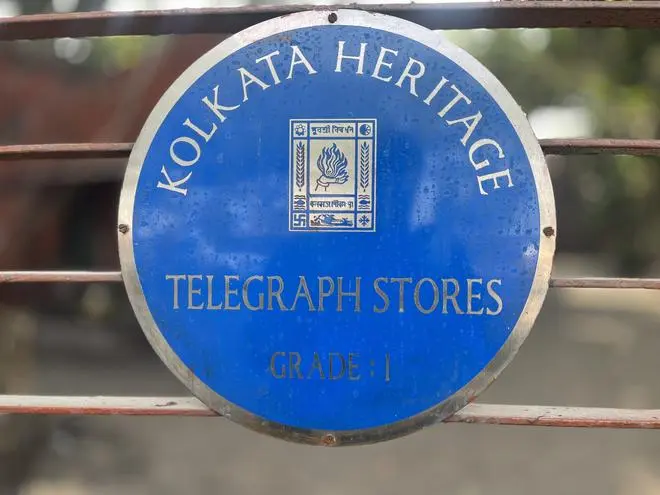 KOLKATA HERITAGE
TELEGRAPH STORES
GRADE : I